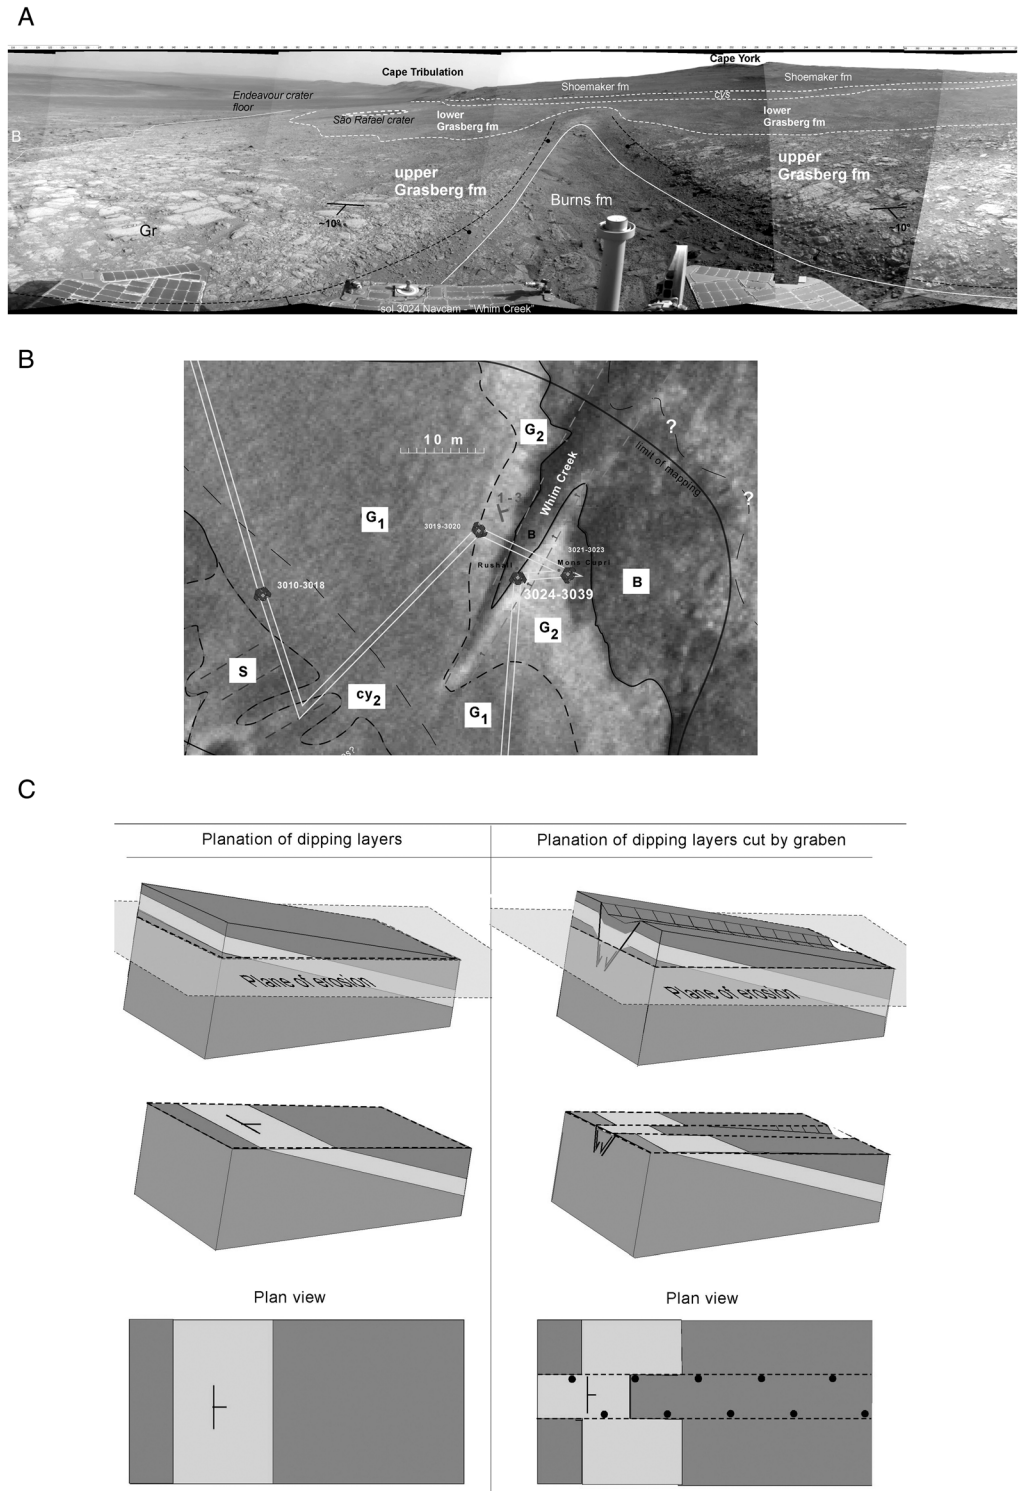 A
Cape Tribulation
Cape York
Shoemaker fm
Shoemaker fm
cys
Endeavour crater
floor
São Rafael crater
lower
Grasberg fm
lower
Grasberg fm
B
upper
Grasberg fm
upper
Grasberg fm
Burns fm
~10°
~10°
Gr
sol 3024 Navcam - "Whim Creek"
B
G2
?
10 m
limit of mapping
Whim Creek
?
1-3
G1
3019-3020
B
3021-3023
Rushall
Mons Cupri
B
3010-3018
3024-3039
G2
S
cy2
G1
C
Planation of dipping layers
Planation of dipping layers cut by graben
Plane of erosion
Plane of erosion
Plan view
Plan view